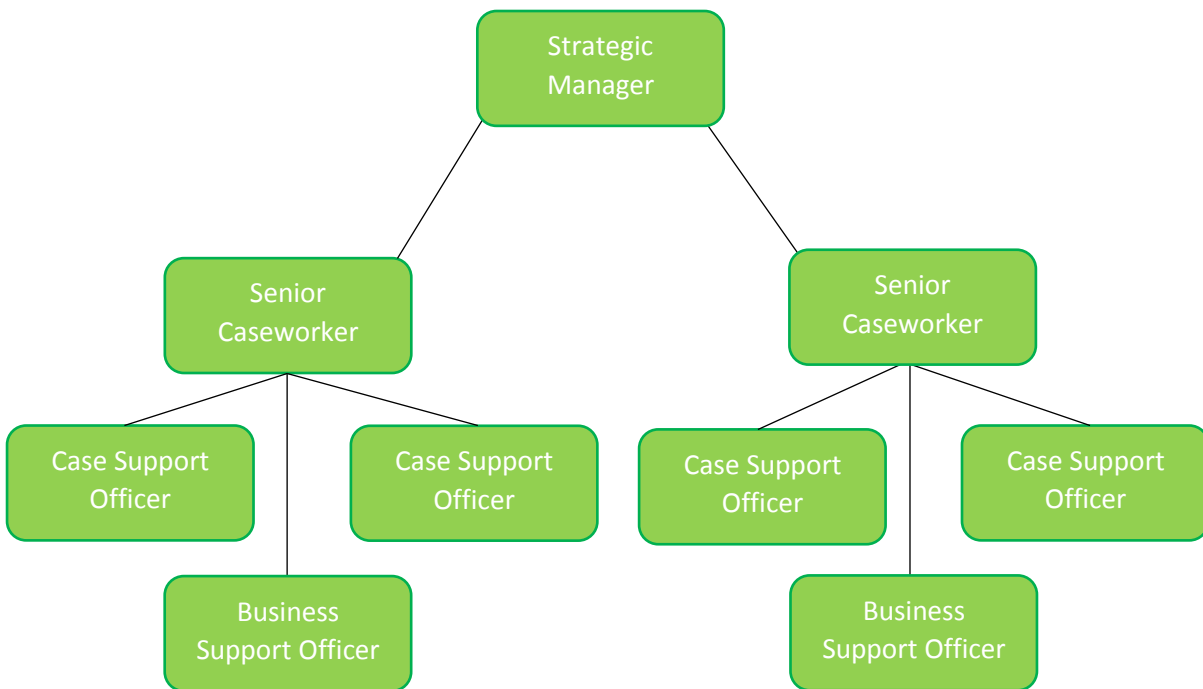 Strategic
Manager
Senior
Caseworker
Senior
Caseworker
Case Support
Officer
Case Support
Officer
Case Support
Officer
Case Support
Officer
Business
Support Officer
Business
Support Officer